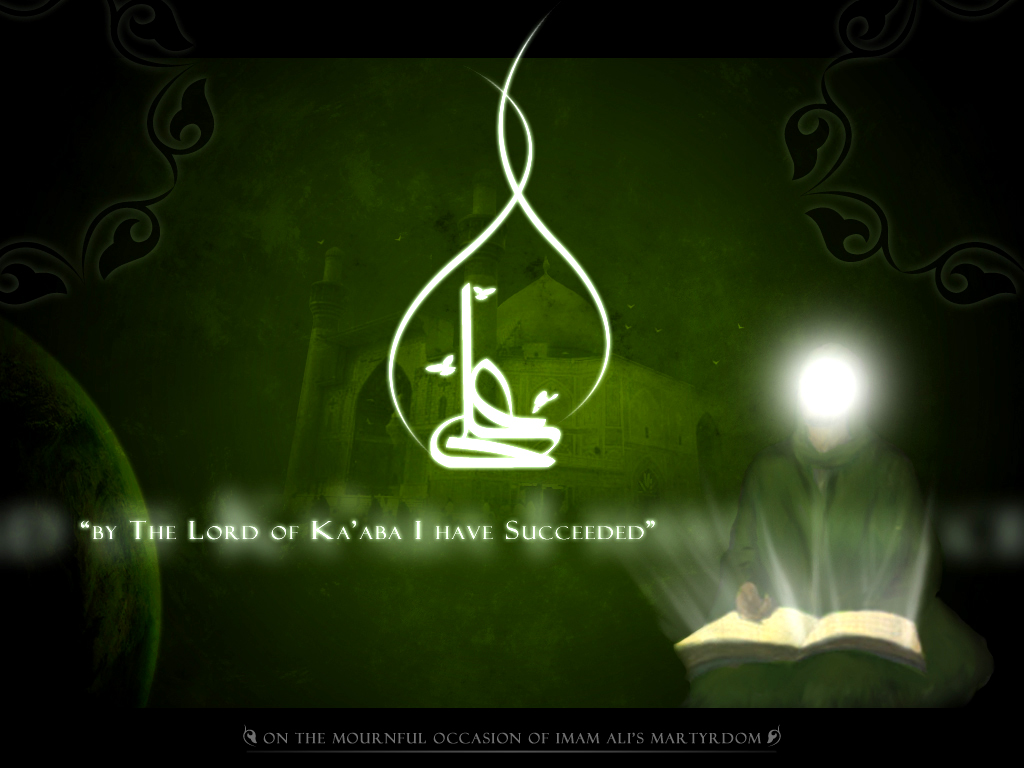 علي
“BY THE LORD OF KA’ABA I HAVE SUCCEEDED”
ON THE MOURNFUL OCCASION OF IMAM ALI'S MARTYRDOM